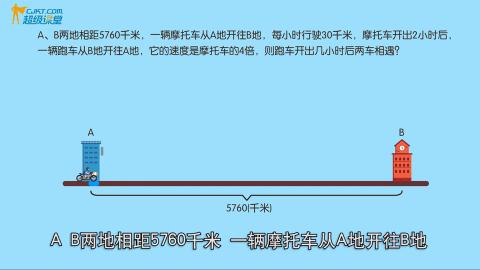 CJKT.COM
超级课堂
A、B两地相距5760千米，一辆摩托车从A地开往B地，每小时行驶30千米，摩托车开出2小时后，
一辆跑车从B地开往A地，它的速度是摩托车的4倍，则跑车开出几小时后两车相遇？
A
B
5760(千米)
A B两地相距5760千米 一辆摩托车从A地开往B地